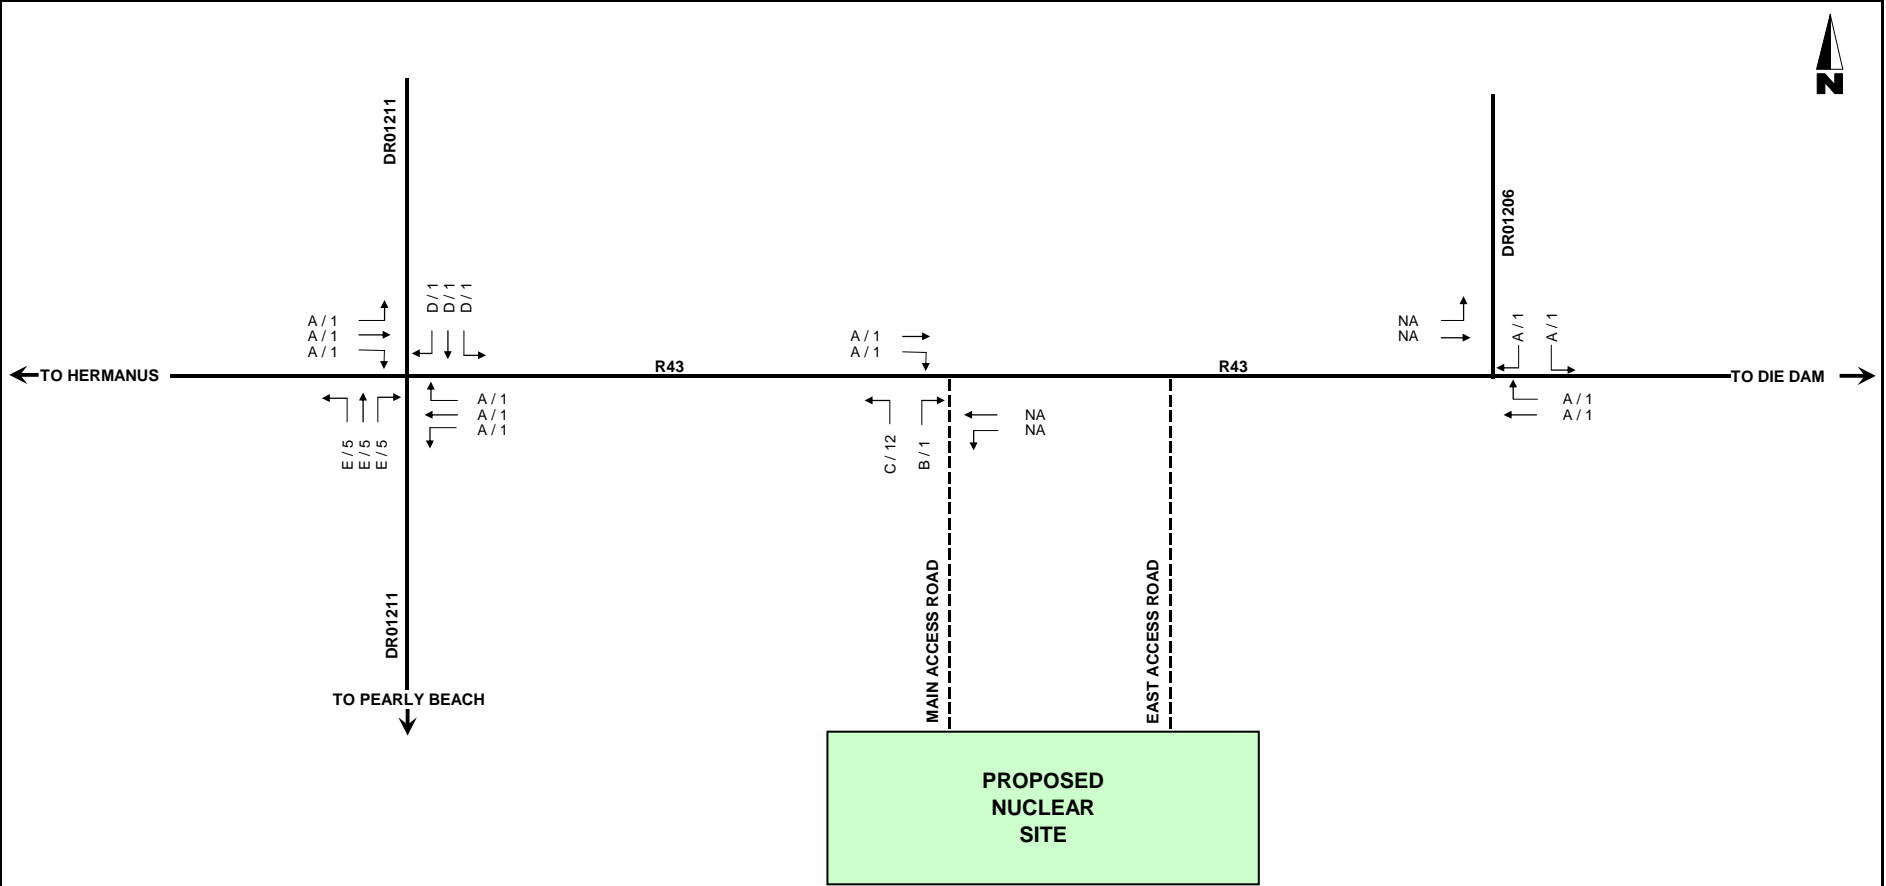 N
DR01211
DR01206
D / 1
D / 1
D / 1
A / 1
A / 1
A / 1
A / 1
A / 1
NA
NA
A / 1
A / 1
TO HERMANUS
R43
R43
TO DIE DAM
A / 1
A / 1
A / 1
E / 5
E / 5
E / 5
C / 12
B / 1
NA
NA
A / 1
A / 1
DR01211
MAIN ACCESS ROAD
EAST ACCESS ROAD
TO PEARLY BEACH
PROPOSED
NUCLEAR
SITE